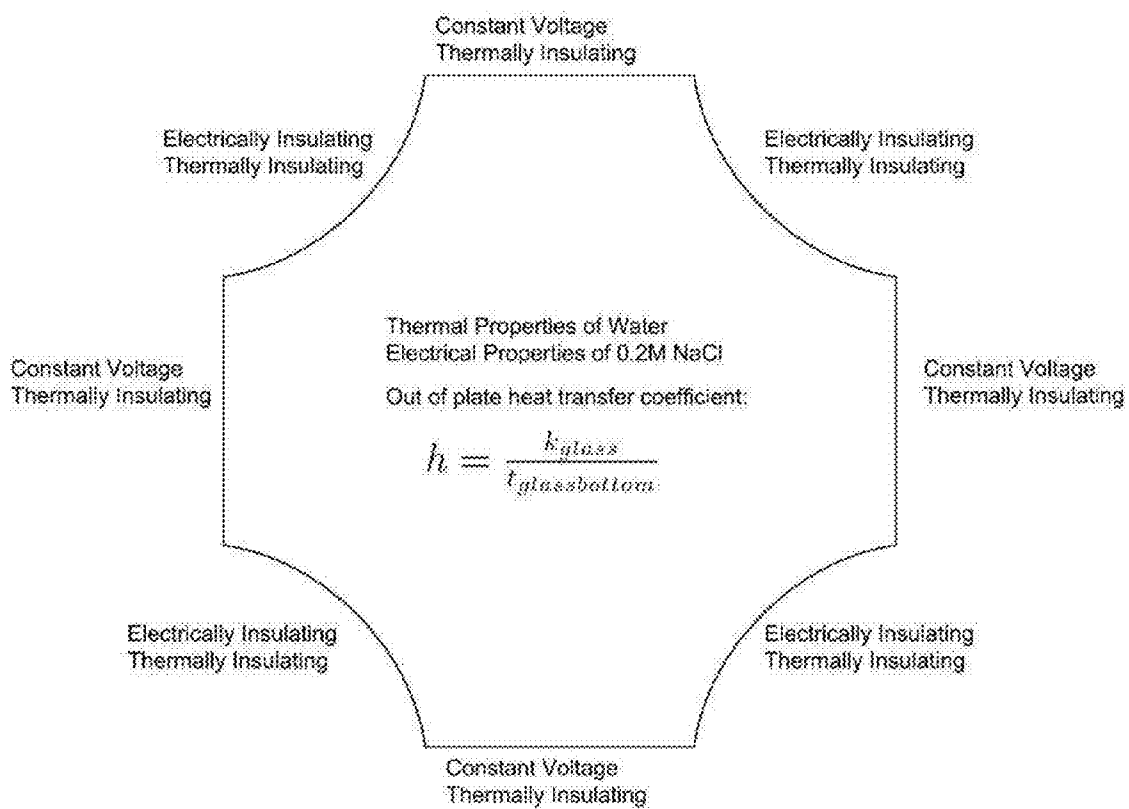 Constant Voltage
Thermally Insulating
Electrically Insulating
Thermally Insulating
Electrically Insulating
Thermally Insulating
Thermal Properties of Water
Electrical Properties of 0.2M NaCl
Out of plate heat transfer coefficient:
h = k_glass / t_glassbottom
Constant Voltage
Thermally Insulating
Constant Voltage
Thermally Insulating
Electrically Insulating
Thermally Insulating
Electrically Insulating
Thermally Insulating
Constant Voltage
Thermally Insulating